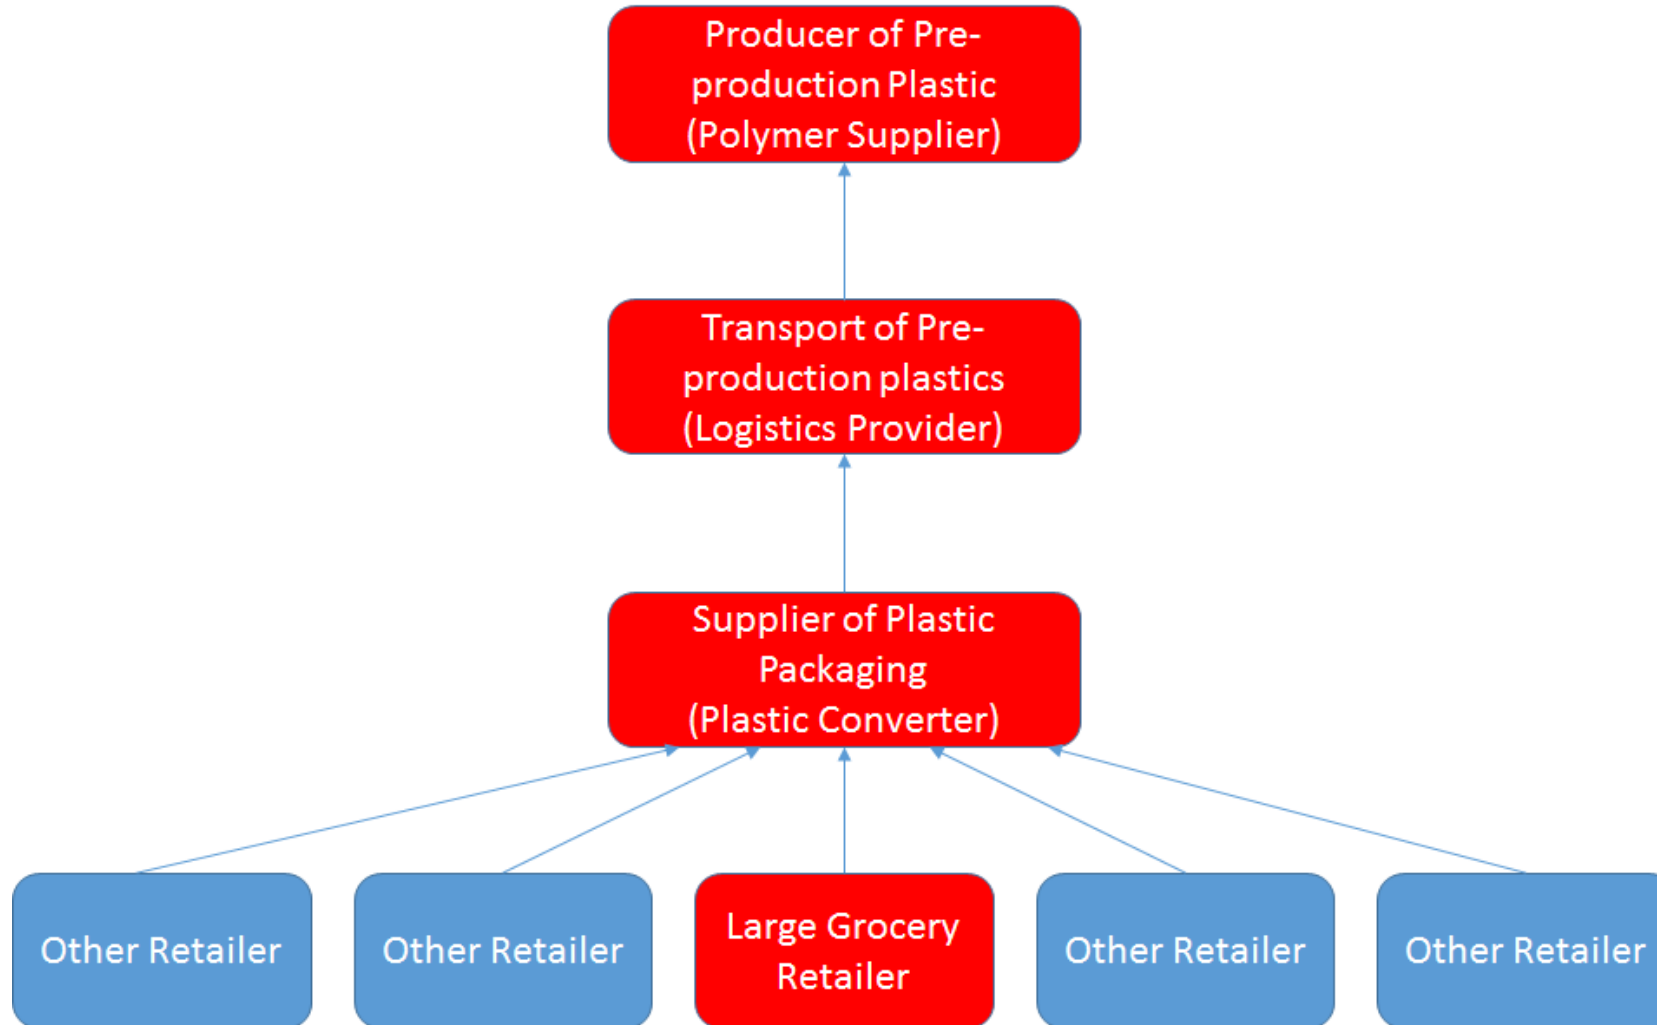 Producer of Pre-
production Plastic
(Polymer Supplier)
Transport of Pre-
production plastics
(Logistics Provider)
Supplier of Plastic
Packaging
(Plastic Converter)
Other Retailer
Other Retailer
Large Grocery
Retailer
Other Retailer
Other Retailer